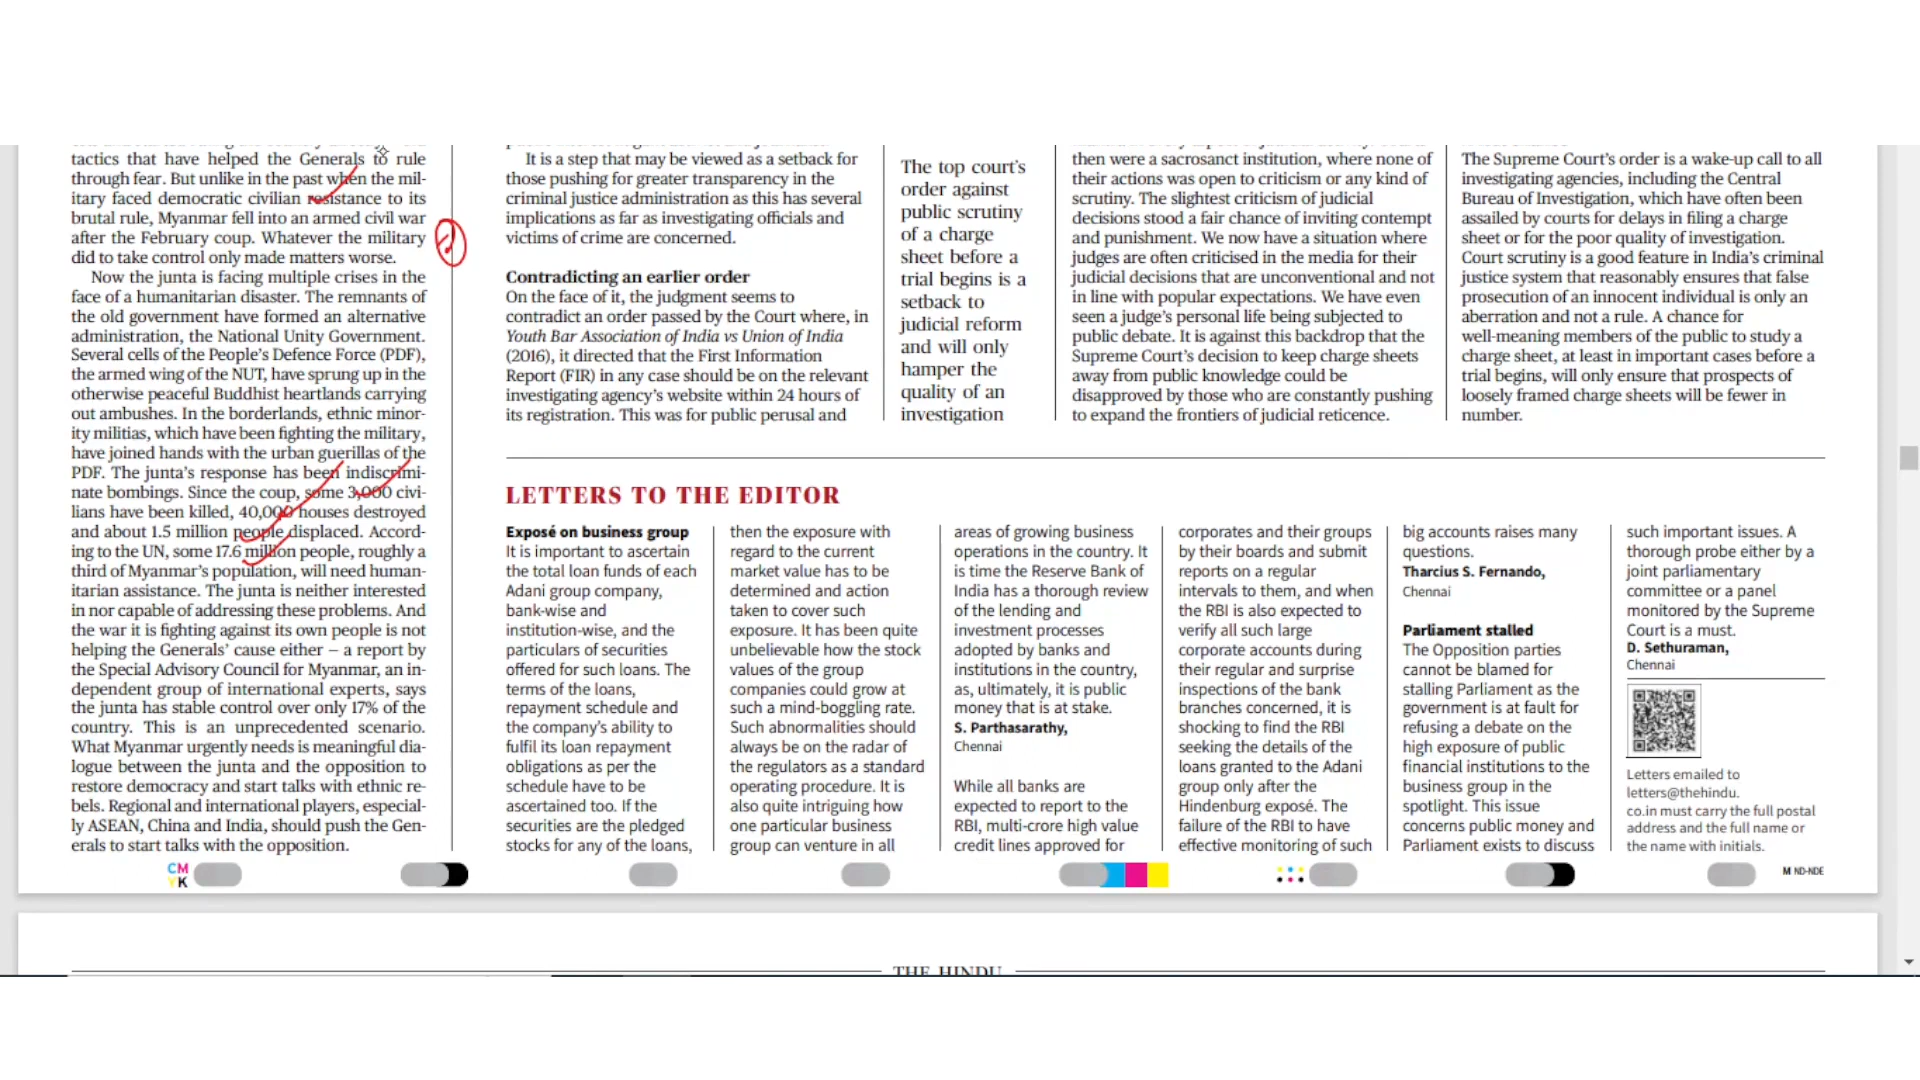 tactics that have helped the Generals to rule
through fear. But unlike in the past when the mil-
itary faced democratic civilian resistance to its
brutal rule, Myanmar fell into an armed civil war
after the February coup. Whatever the military
did to take control only made matters worse.
Now the junta is facing multiple crises in the
face of a humanitarian disaster. The remnants of
the old government have formed an alternative
administration, the National Unity Government.
Several cells of the People's Defence Force (PDF),
the armed wing of the NUT, have sprung up in the
otherwise peaceful Buddhist heartlands carrying
out ambushes. In the borderlands, ethnic minor-
ity militias, which have been fighting the military,
have joined hands with the urban guerillas of the
PDF. The junta's response has been indiscrimi-
nate bombings. Since the coup, some 3,000 civi-
lians have been killed, 40,000 houses destroyed
and about 1.5 million people displaced. Accord-
ing to the UN, some 17.6 million people, roughly a
third of Myanmar's population, will need human-
itarian assistance. The junta is neither interested
in nor capable of addressing these problems. And
the war it is fighting against its own people is not
helping the Generals' cause either – a report by
the Special Advisory Council for Myanmar, an in-
dependent group of international experts, says
the junta has stable control over only 17% of the
country. This is an unprecedented scenario.
What Myanmar urgently needs is meaningful dia-
logue between the junta and the opposition to
restore democracy and start talks with ethnic re-
bels. Regional and international players, especial-
ly ASEAN, China and India, should push the Gen-
erals to start talks with the opposition.
It is a step that may be viewed as a setback for
those pushing for greater transparency in the
criminal justice administration as this has several
implications as far as investigating officials and
victims of crime are concerned.
Contradicting an earlier order
On the face of it, the judgment seems to
contradict an order passed by the Court where, in
Youth Bar Association of India vs Union of India
(2016), it directed that the First Information
Report (FIR) in any case should be on the relevant
investigating agency's website within 24 hours of
its registration. This was for public perusal and
The top court's
order against
public scrutiny
of a charge
sheet before a
trial begins is a
setback to
judicial reform
and will only
hamper the
quality of an
investigation
then were a sacrosanct institution, where none of
their actions was open to criticism or any kind of
scrutiny. The slightest criticism of judicial
decisions stood a fair chance of inviting contempt
and punishment. We now have a situation where
judges are often criticised in the media for their
judicial decisions that are unconventional and not
in line with popular expectations. We have even
seen a judge's personal life being subjected to
public debate. It is against this backdrop that the
Supreme Court's decision to keep charge sheets
away from public knowledge could be
disapproved by those who are constantly pushing
to expand the frontiers of judicial reticence.
The Supreme Court's order is a wake-up call to all
investigating agencies, including the Central
Bureau of Investigation, which have often been
assailed by courts for delays in filing a charge
sheet or for the poor quality of investigation.
Court scrutiny is a good feature in India's criminal
justice system that reasonably ensures that false
prosecution of an innocent individual is only an
aberration and not a rule. A chance for
well-meaning members of the public to study a
charge sheet, at least in important cases before a
trial begins, will only ensure that prospects of
loosely framed charge sheets will be fewer in
number.
LETTERS TO THE EDITOR
Exposé on business group
It is important to ascertain
the total loan funds of each
Adani group company,
bank-wise and
institution-wise, and the
particulars of securities
offered for such loans. The
terms of the loans,
repayment schedule and
the company's ability to
fulfil its loan repayment
obligations as per the
schedule have to be
ascertained too. If the
securities are the pledged
stocks for any of the loans,
then the exposure with
regard to the current
market value has to be
determined and action
taken to cover such
exposure. It has been quite
unbelievable how the stock
values of the group
companies could grow at
such a mind-boggling rate.
Such abnormalities should
always be on the radar of
the regulators as a standard
operating procedure. It is
also quite intriguing how
one particular business
group can venture in all
areas of growing business
operations in the country. It
is time the Reserve Bank of
India has a thorough review
of the lending and
investment processes
adopted by banks and
institutions in the country,
as, ultimately, it is public
money that is at stake.
S. Parthasarathy,
Chennai
While all banks are
expected to report to the
RBI, multi-crore high value
credit lines approved for
corporates and their groups
by their boards and submit
reports on a regular
intervals to them, and when
the RBI is also expected to
verify all such large
corporate accounts during
their regular and surprise
inspections of the bank
branches concerned, it is
shocking to find the RBI
seeking the details of the
loans granted to the Adani
group only after the
Hindenburg exposé. The
failure of the RBI to have
effective monitoring of such
big accounts raises many
questions.
Tharcius S. Fernando,
Chennai
Parliament stalled
The Opposition parties
cannot be blamed for
stalling Parliament as the
government is at fault for
refusing a debate on the
high exposure of public
financial institutions to the
business group in the
spotlight. This issue
concerns public money and
Parliament exists to discuss
such important issues. A
thorough probe either by a
joint parliamentary
committee or a panel
monitored by the Supreme
Court is a must.
D. Sethuraman,
Chennai
Letters emailed to
letters@thehindu.
co.in must carry the full postal
address and the full name or
the name with initials.
CM
YK
M ND-NDE
THE HINDU